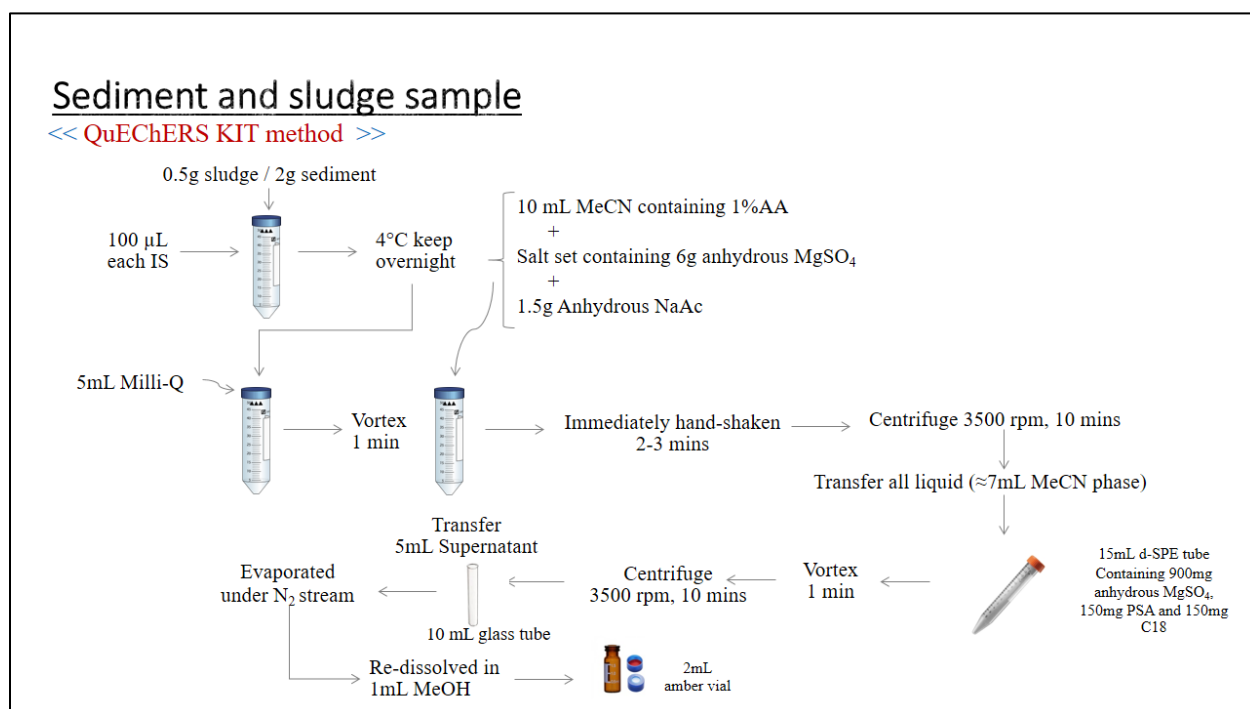 Sediment and sludge sample
<< QuEChERS KIT method >>
0.5g sludge / 2g sediment
100 µL
each IS
4°C keep
overnight
10 mL MeCN containing 1%AA
+
Salt set containing 6g anhydrous MgSO₄
+
1.5g Anhydrous NaAc
5mL Milli-Q
Vortex
1 min
Immediately hand-shaken
2-3 mins
Centrifuge 3500 rpm, 10 mins
Transfer all liquid (≈7mL MeCN phase)
15mL d-SPE tube
Containing 900mg
anhydrous MgSO₄,
150mg PSA and 150mg
C18
Vortex
1 min
Centrifuge
3500 rpm, 10 mins
Transfer
5mL Supernatant
10 mL glass tube
Evaporated
under N₂ stream
Re-dissolved in
1mL MeOH
2mL
amber vial